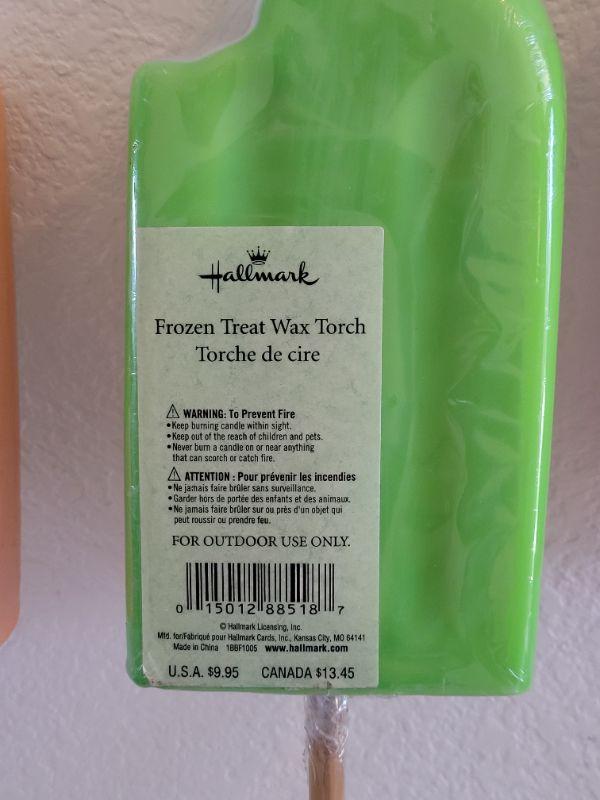 Hallmark
Frozen Treat Wax Torch
Torche de cire
⚠ WARNING: To Prevent Fire
•Keep burning candle within sight.
•Keep out of the reach of children and pets.
•Never burn a candle on or near anything
that can scorch or catch fire.
⚠ ATTENTION : Pour prévenir les incendies
•Ne jamais faire brûler sans surveillance.
•Garder hors de portée des enfants et des animaux.
•Ne jamais faire brûler sur ou près d'un objet qui
peut roussir ou prendre feu.
FOR OUTDOOR USE ONLY.
0 15012 88518 7
© Hallmark Licensing, Inc.
Mfd. for/Fabriqué pour Hallmark Cards, Inc., Kansas City, MO 64141
Made in China 1BBF1005 www.hallmark.com
U.S.A. $9.95 CANADA $13.45